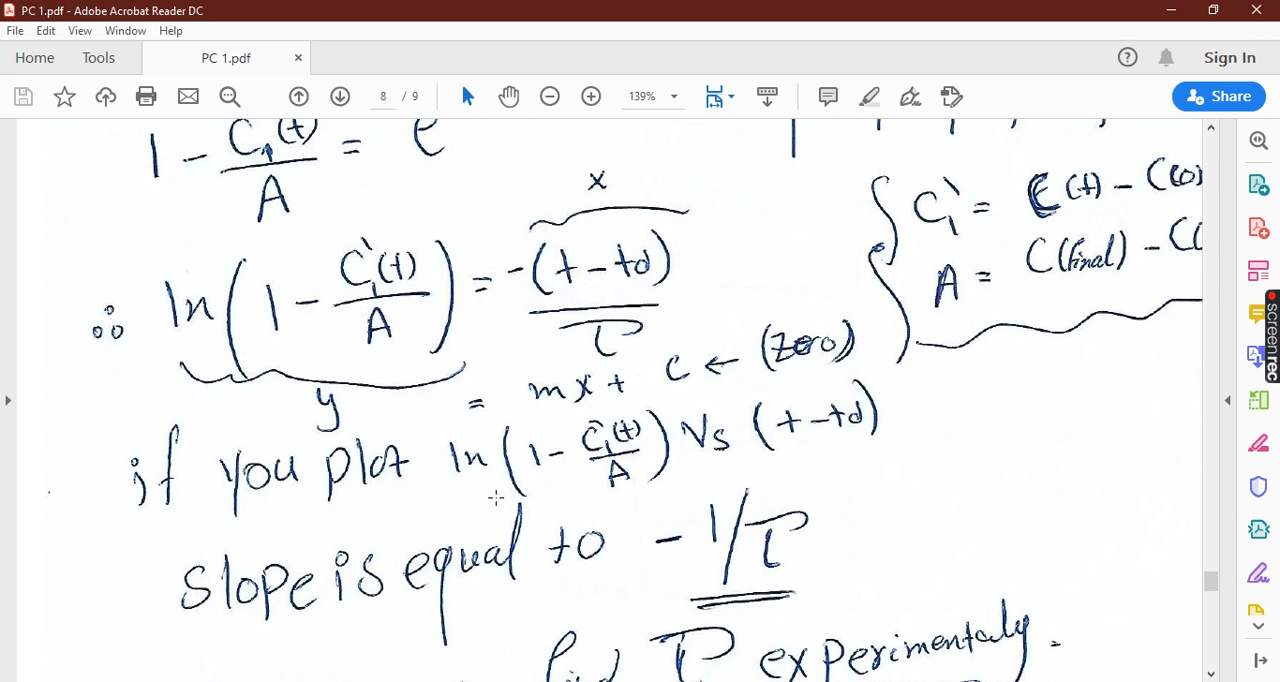 PC 1.pdf - Adobe Acrobat Reader DC
File Edit View Window Help
Home Tools PC 1.pdf × Sign In
8 / 9 139% Share
1 - C₁`(t)/A = e
x
C₁` = C(t) - C(0)
A = C(final) - C(
∴ ln(1 - C₁`(t)/A) = -(t-td)/τ
y = mx + c ← (zero)
if you plot ln(1 - C₁`(t)/A) Vs (t-td)
slope is equal to - 1/τ
find τ experimentaly.
screenrec